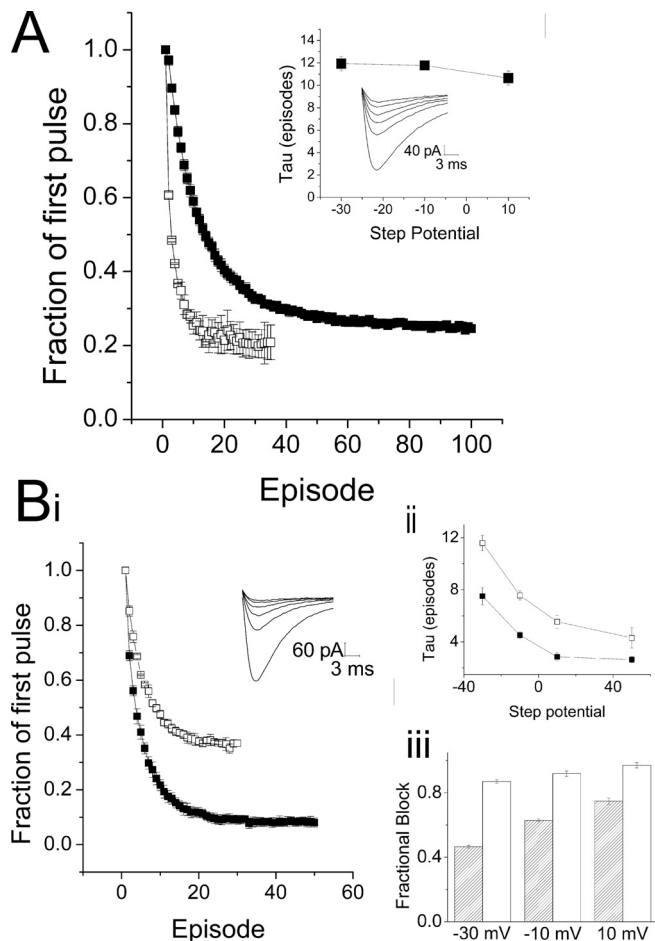 A
Fraction of first pulse
1.0
0.8
0.6
0.4
0.2
0.0
0 20 40 60 80 100
Episode
Tau (episodes)
14
12
10
8
6
4
2
0
-30 -20 -10 0 10
Step Potential
40 pA
3 ms
Bi
Fraction of first pulse
1.0
0.8
0.6
0.4
0.2
0.0
0 20 40 60
Episode
60 pA
3 ms
ii
Tau (episodes)
12
8
4
-40 0 40
Step potential
iii
Fractional Block
0.8
0.4
0.0
-30 mV -10 mV 10 mV